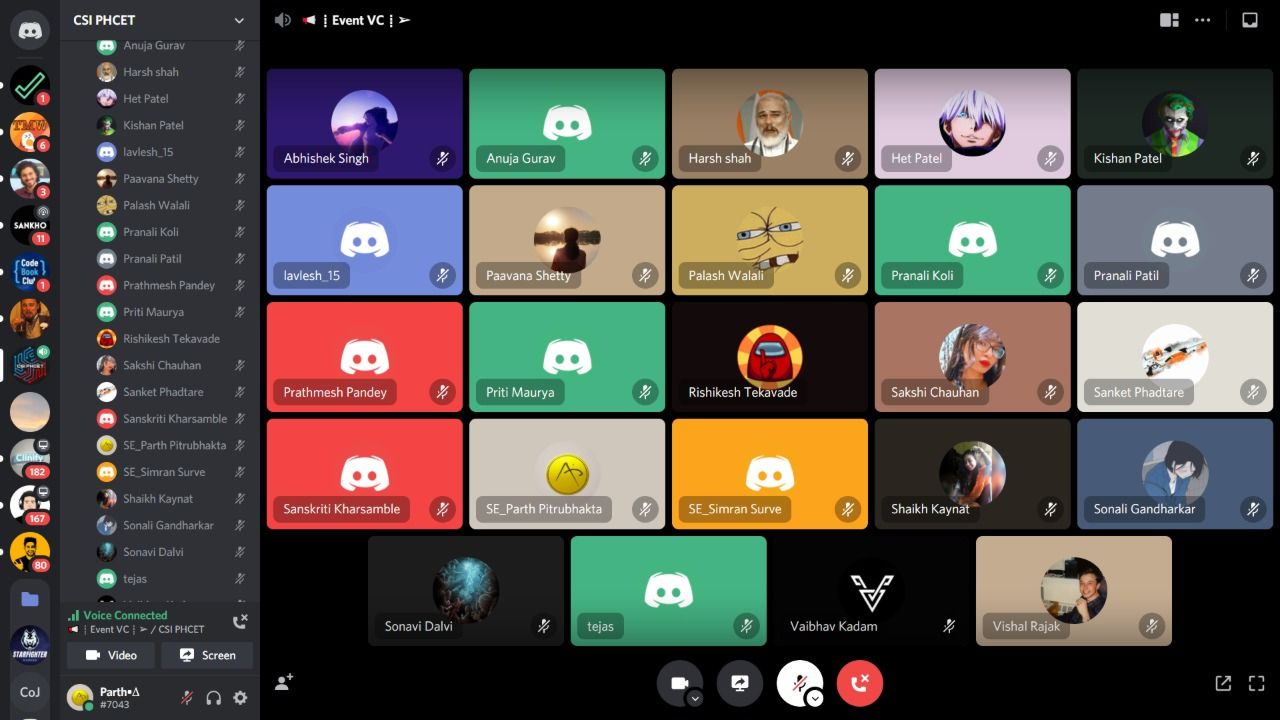 CSI PHCET
Anuja Gurav
Harsh shah
Het Patel
Kishan Patel
lavlesh_15
Paavana Shetty
Palash Walali
Pranali Koli
Pranali Patil
Prathmesh Pandey
Priti Maurya
Rishikesh Tekavade
Sakshi Chauhan
Sanket Phadtare
Sanskriti Kharsamble
SE_Parth Pitrubhakta
SE_Simran Surve
Shaikh Kaynat
Sonali Gandharkar
Sonavi Dalvi
tejas
Voice Connected
┊ Event VC ┊ ➢ / CSI PHCET
Video Screen
Parth•Δ
#7043
1
TMW
6
3
SANKHO
11
{Code Book Club}
1
CSI PHCET
Clinify
182
167
80
STARFIGHTER
CoJ
┊ Event VC ┊ ➢
Abhishek Singh Anuja Gurav Harsh shah Het Patel Kishan Patel
lavlesh_15 Paavana Shetty Palash Walali Pranali Koli Pranali Patil
Prathmesh Pandey Priti Maurya Rishikesh Tekavade Sakshi Chauhan Sanket Phadtare
Sanskriti Kharsamble SE_Parth Pitrubhakta SE_Simran Surve Shaikh Kaynat Sonali Gandharkar
Sonavi Dalvi tejas Vaibhav Kadam Vishal Rajak